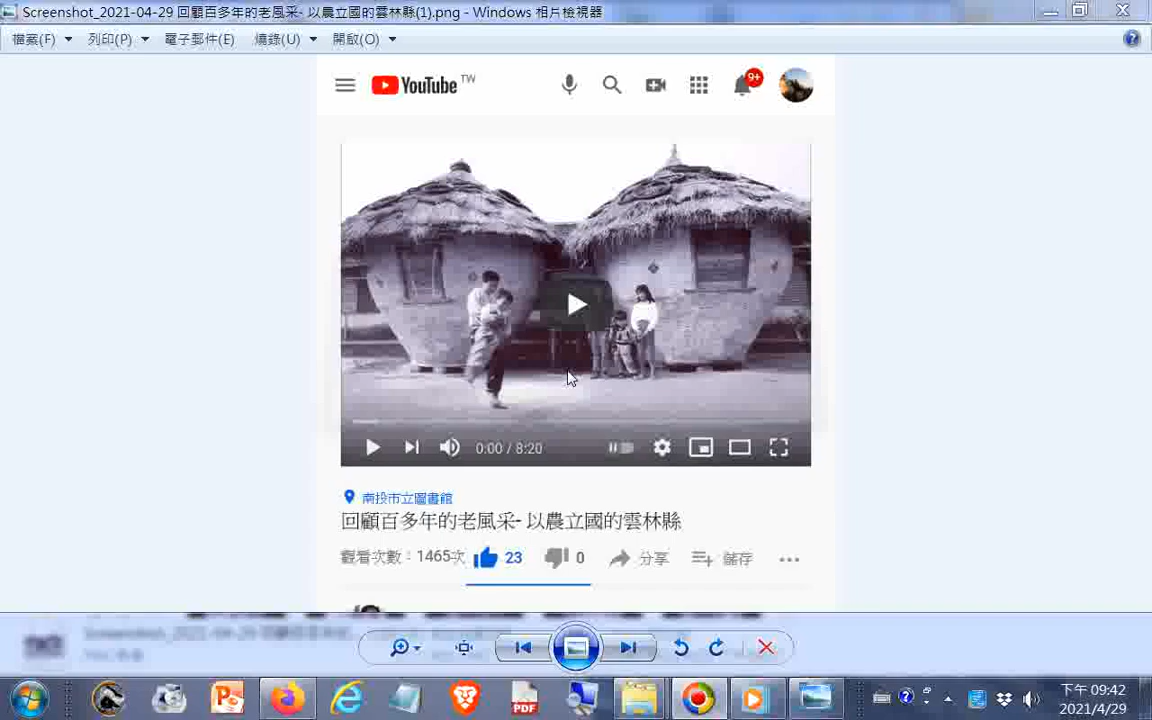 Screenshot_2021-04-29 回顧百多年的老風采- 以農立國的雲林縣(1).png - Windows 相片檢視器
檔案(F) 列印(P) 電子郵件(E) 燒錄(U) 開啟(O)
YouTube TW
9+
0:00 / 8:20
南投市立圖書館
回顧百多年的老風采- 以農立國的雲林縣
觀看次數：1465次 23 0 分享 儲存
PDF
下午 09:42
2021/4/29